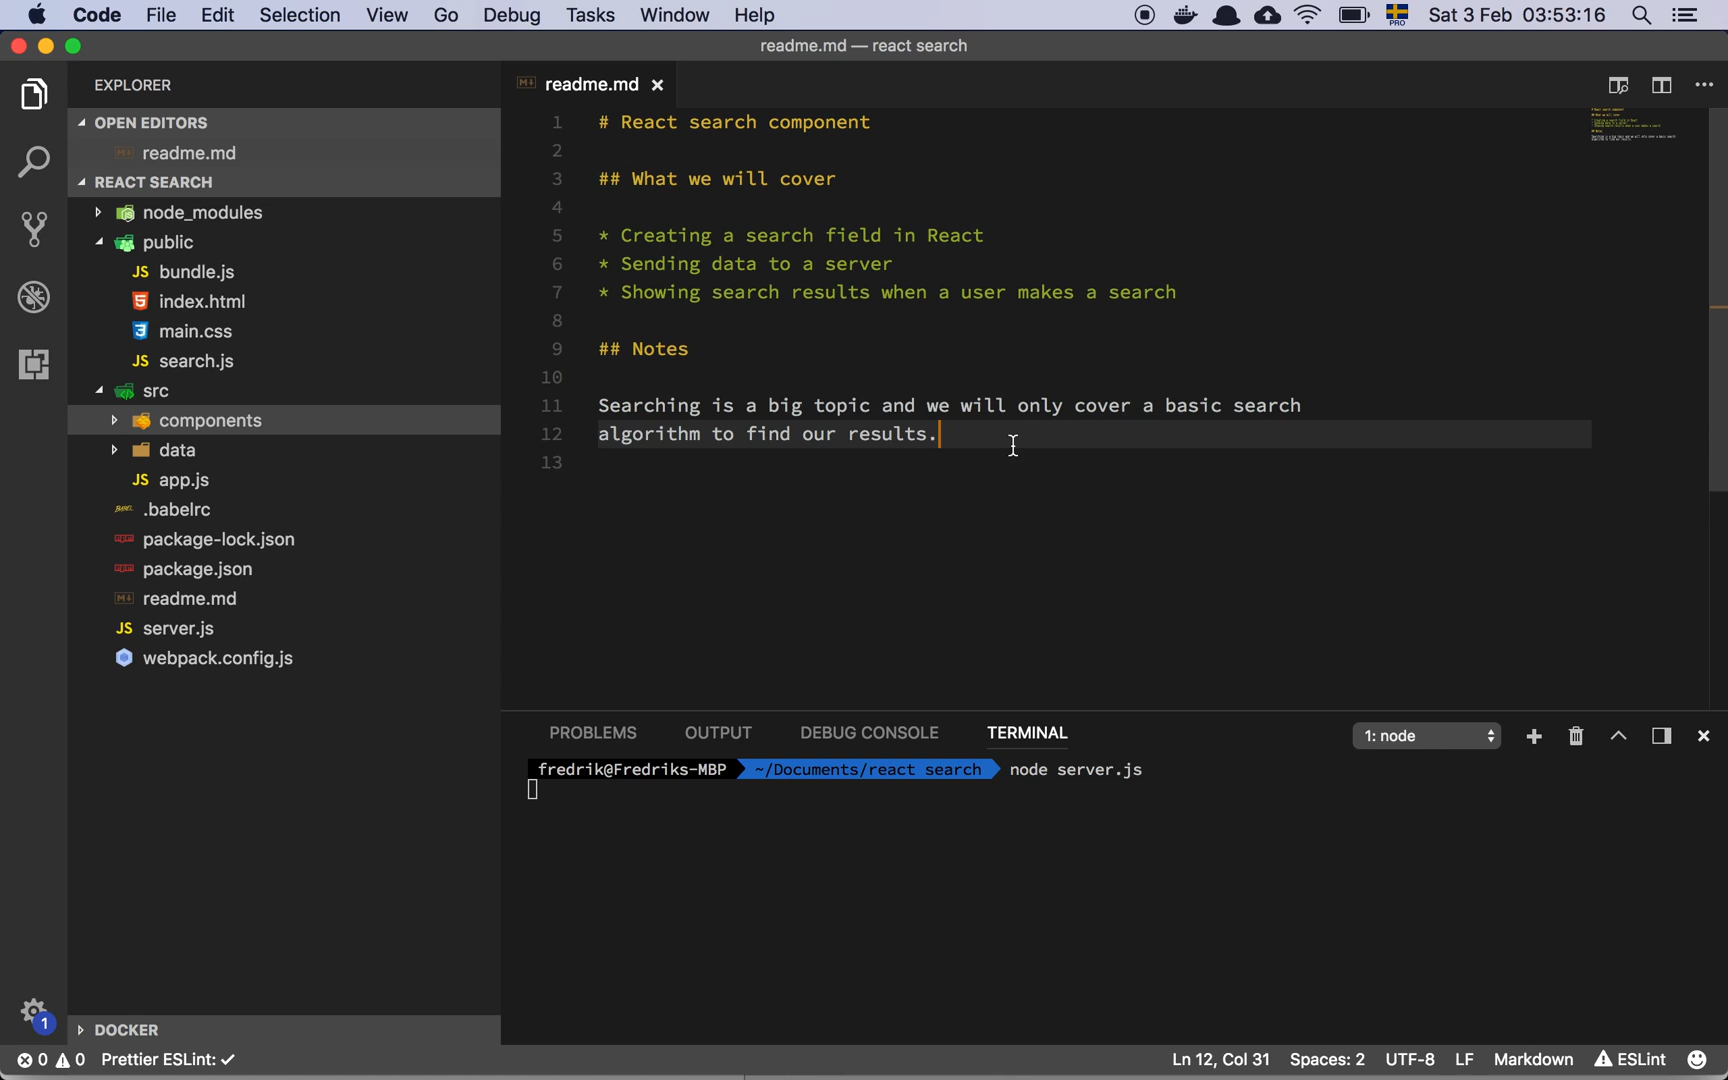 Code File Edit Selection View Go Debug Tasks Window Help PRO Sat 3 Feb 03:53:16
readme.md — react search
EXPLORER
OPEN EDITORS
readme.md
REACT SEARCH
node_modules
public
JS bundle.js
index.html
main.css
JS search.js
src
components
data
JS app.js
.babelrc
package-lock.json
package.json
readme.md
JS server.js
webpack.config.js
DOCKER
1
readme.md
1 # React search component
2
3 ## What we will cover
4
5 * Creating a search field in React
6 * Sending data to a server
7 * Showing search results when a user makes a search
8
9 ## Notes
10
11 Searching is a big topic and we will only cover a basic search
12 algorithm to find our results.
13
PROBLEMS OUTPUT DEBUG CONSOLE TERMINAL 1: node
fredrik@Fredriks-MBP ~/Documents/react search node server.js
0 0 Prettier ESLint: ✓ Ln 12, Col 31 Spaces: 2 UTF-8 LF Markdown ESLint